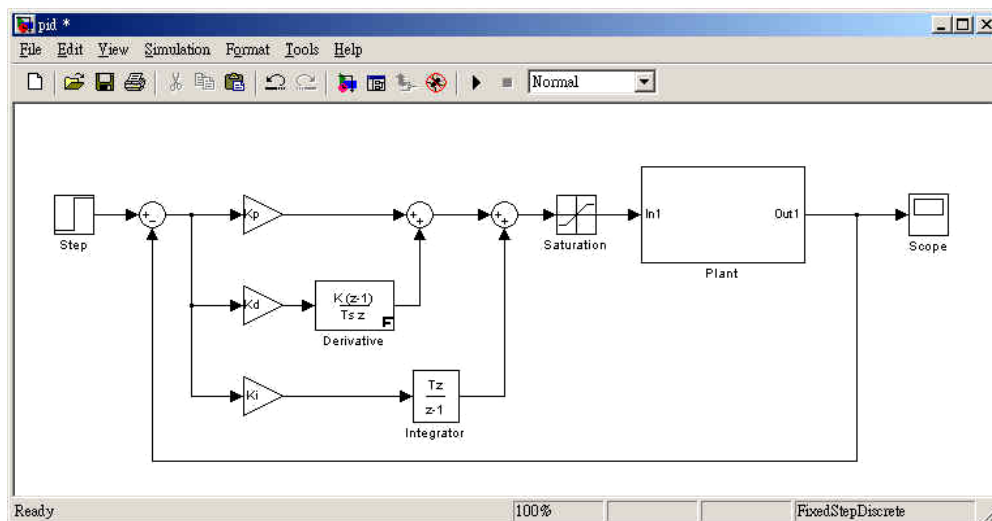 pid *
File Edit View Simulation Format Tools Help
Normal
Step
+
−
Kp
+
+
+
+
Saturation
In1
Out1
Plant
Scope
Kd
K (z-1)
Ts z
F
Derivative
Ki
Tz
z-1
Integrator
Ready
100%
FixedStepDiscrete